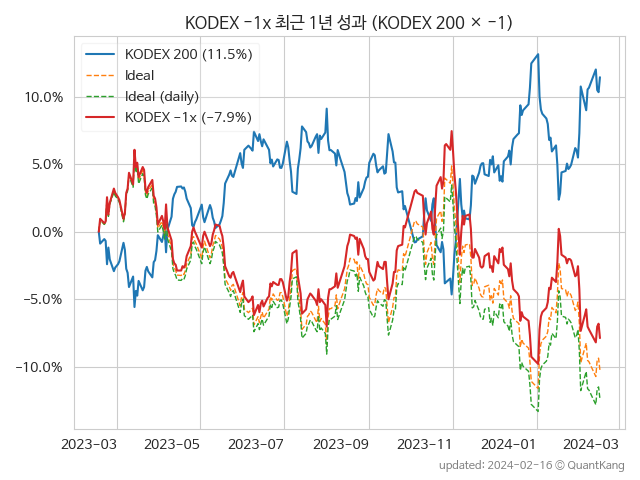 KODEX −1x 최근 1년 성과 (KODEX 200 × −1)
KODEX 200 (11.5%)
Ideal
Ideal (daily)
KODEX −1x (−7.9%)
10.0%
5.0%
0.0%
−5.0%
−10.0%
2023−03 2023−05 2023−07 2023−09 2023−11 2024−01 2024−03
updated: 2024−02−16 ⓒ QuantKang